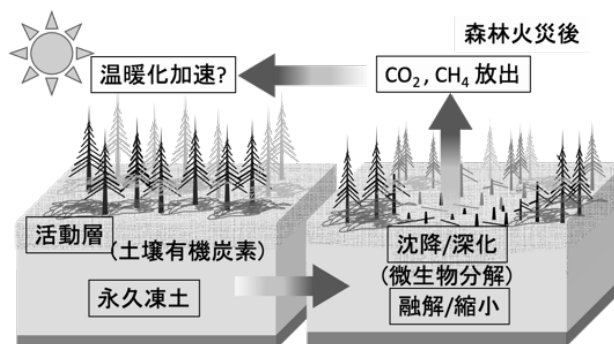 森林火災後
温暖化加速?
CO₂, CH₄ 放出
活動層
(土壌有機炭素)
永久凍土
沈降/深化
(微生物分解)
融解/縮小